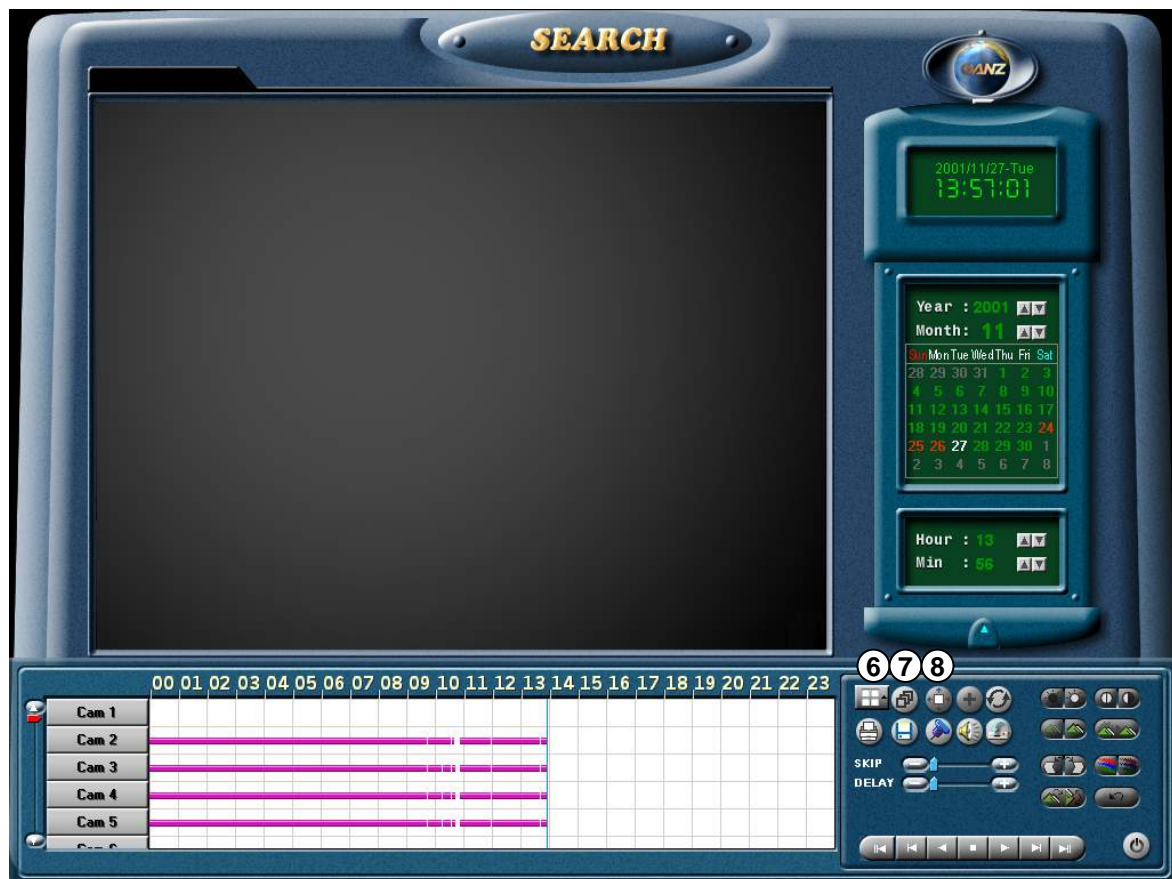 SEARCH
GANZ
2001/11/27-Tue
13:57:01
Year : 2001
Month: 11
Sun Mon Tue Wed Thu Fri Sat
28 29 30 31 1 2 3
4 5 6 7 8 9 10
11 12 13 14 15 16 17
18 19 20 21 22 23 24
25 26 27 28 29 30 1
2 3 4 5 6 7 8
Hour : 13
Min : 56
6 7 8
00 01 02 03 04 05 06 07 08 09 10 11 12 13 14 15 16 17 18 19 20 21 22 23
Cam 1
Cam 2
Cam 3
Cam 4
Cam 5
SKIP
DELAY